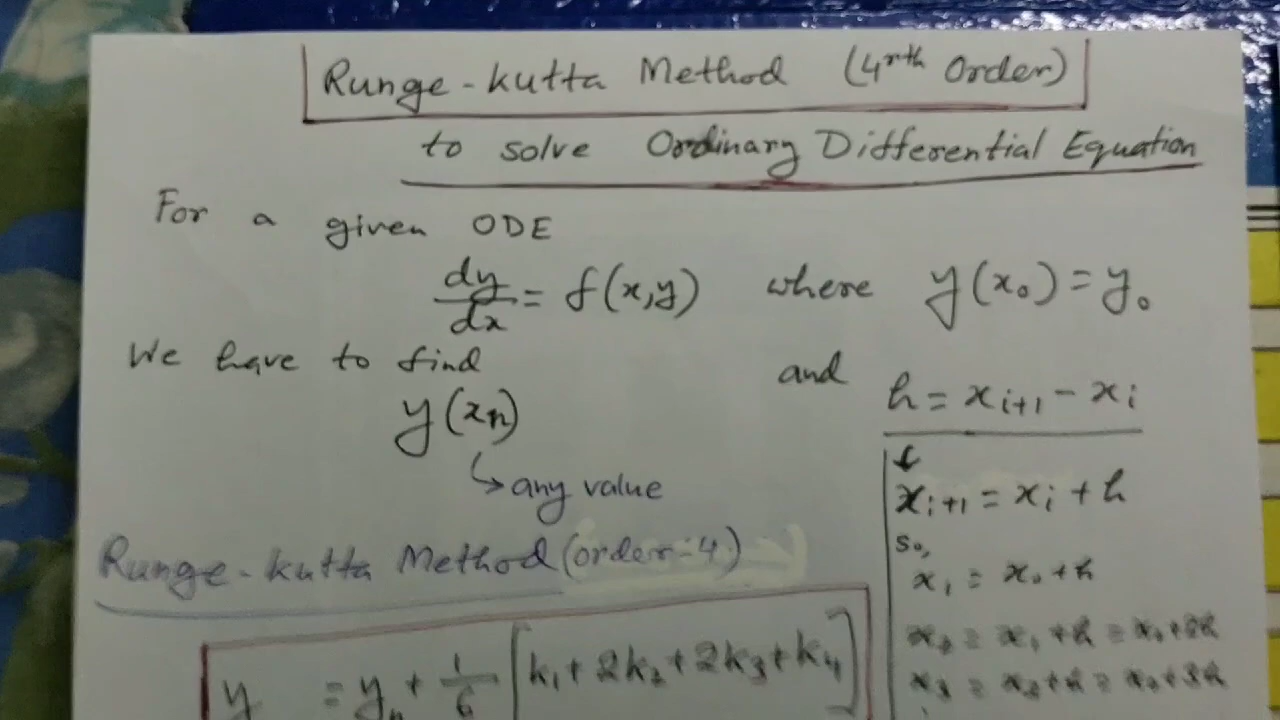 Runge-kutta Method (4rth Order)
to solve Ordinary Differential Equation
For a given ODE
dy/dx = f(x,y) where y(x₀) = y₀
We have to find
y(xn)
↳ any value
and h = xᵢ₊₁ - xᵢ
↓
xᵢ₊₁ = xᵢ + h
so,
x₁ = x₀ + h
x₂ = x₁ + h = x₀ + 2h
x₃ = x₂ + h = x₀ + 3h
Runge-kutta Method (order=4)
y = yₙ + 1/6 [k₁ + 2k₂ + 2k₃ + k₄]